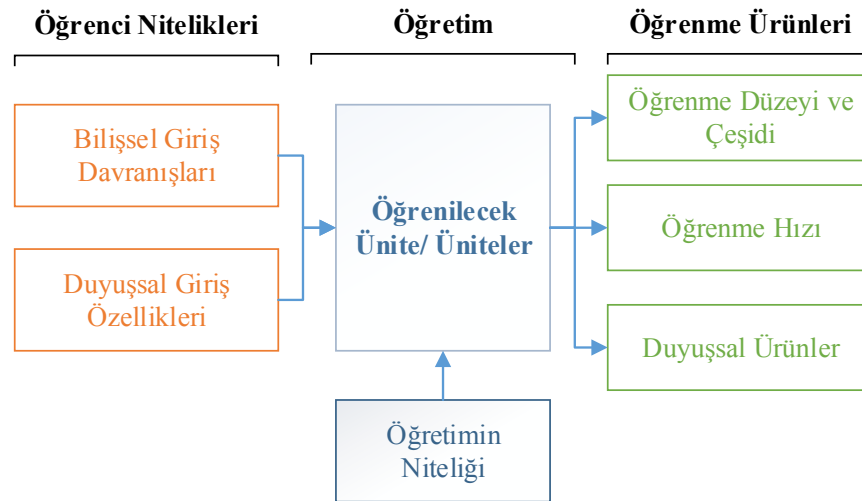 Öğrenci Nitelikleri
Öğretim
Öğrenme Ürünleri
Bilişsel Giriş
Davranışları
Duyuşsal Giriş
Özellikleri
Öğrenilecek
Ünite/ Üniteler
Öğretimin
Niteliği
Öğrenme Düzeyi ve
Çeşidi
Öğrenme Hızı
Duyuşsal Ürünler